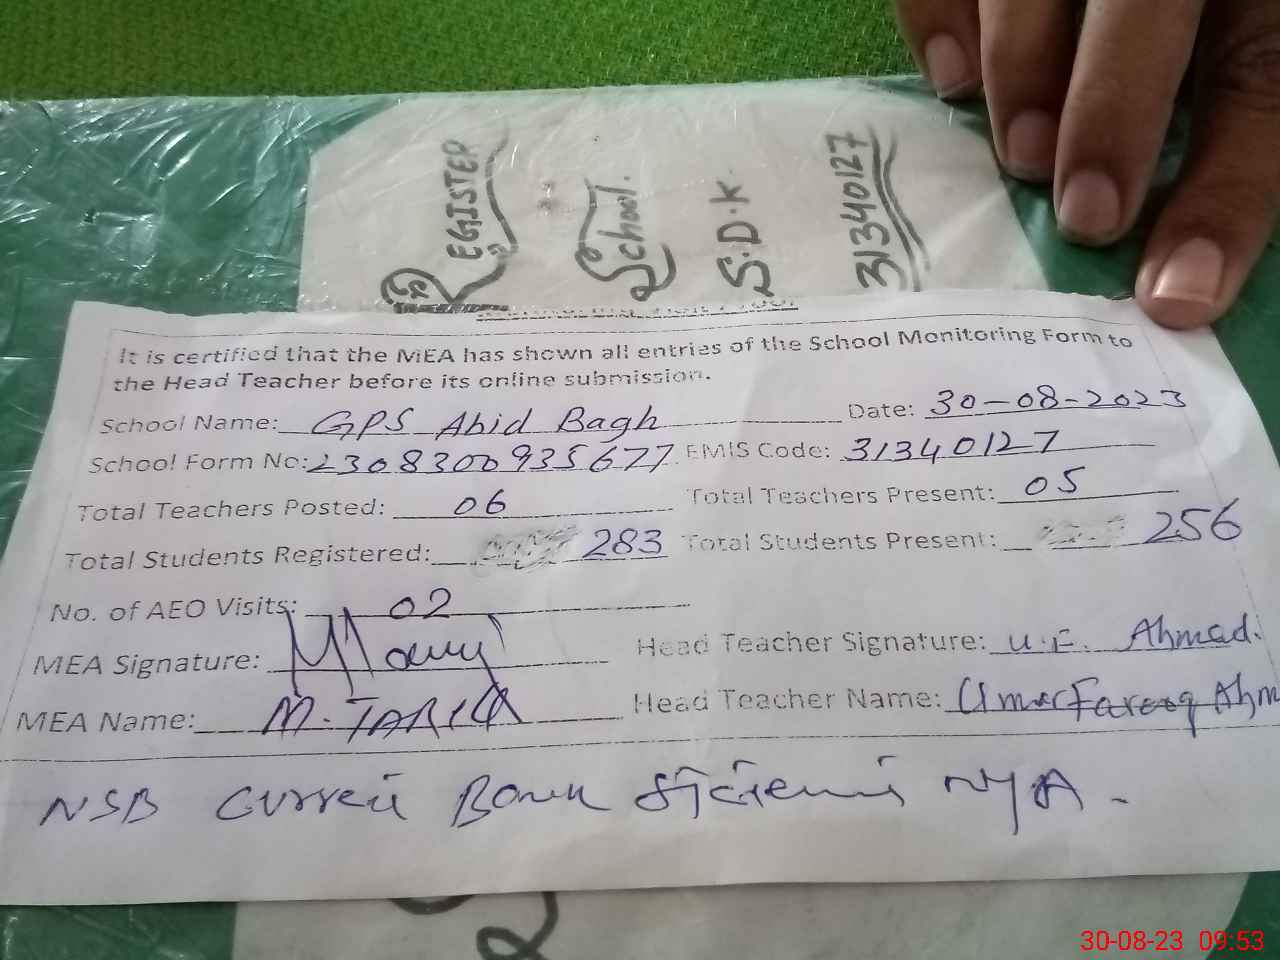 REGISTER
School.
S.D.K
31340127
It is certified that the MEA has shown all entries of the School Monitoring Form to
the Head Teacher before its online submission.
School Name: GPS Abid Bagh Date: 30-08-2023
School Form No: 230830093567 7 EMIS Code: 31340127
Total Teachers Posted: 06 Total Teachers Present: 05
Total Students Registered: 283 Total Students Present: 256
No. of AEO Visits: 02
MEA Signature: Head Teacher Signature: U.F. Ahmad.
MEA Name: M. TARIQ Head Teacher Name: Umar Farooq Ahm
NSB Current Bank N/A.
30-08-23 09:53